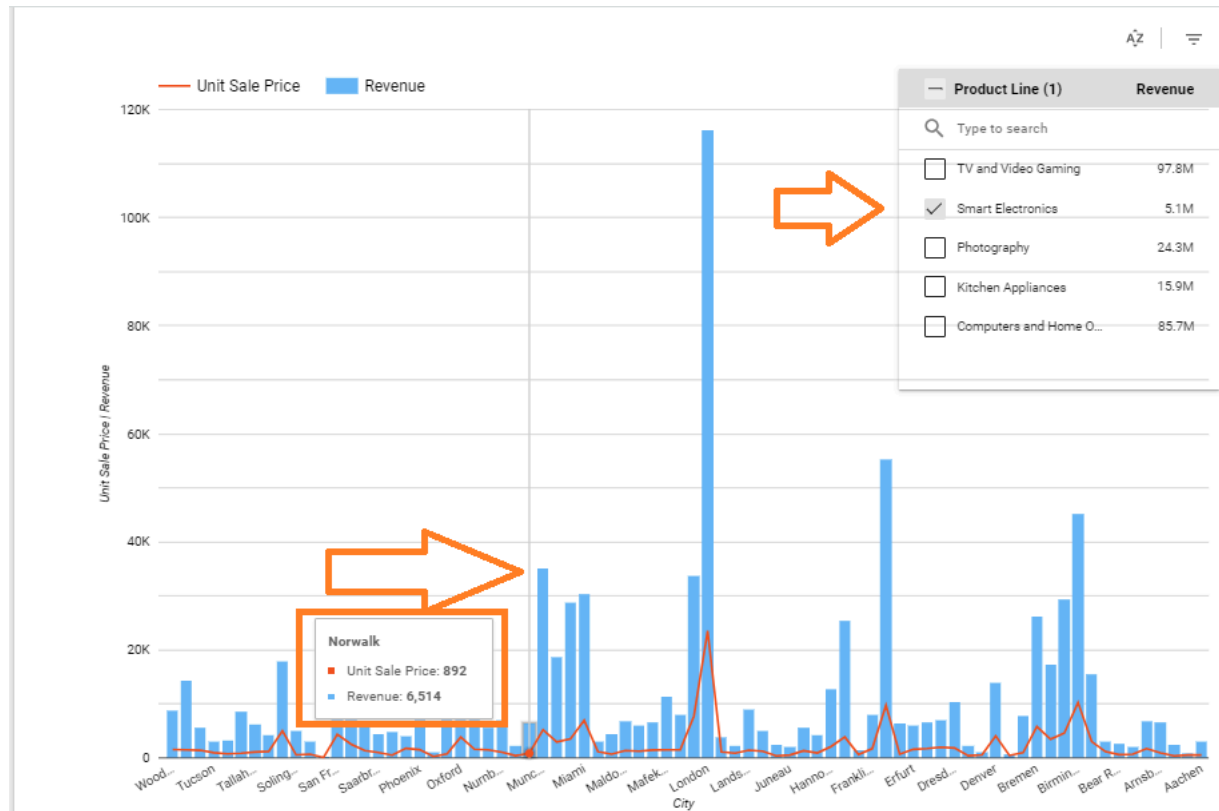 AZ
Unit Sale Price
Revenue
Product Line (1) Revenue
Type to search
TV and Video Gaming 97.8M
Smart Electronics 5.1M
Photography 24.3M
Kitchen Appliances 15.9M
Computers and Home O... 85.7M
120K
100K
80K
60K
40K
20K
0
Unit Sale Price | Revenue
Norwalk
Unit Sale Price: 892
Revenue: 6,514
Wood...
Tucson
Tallah...
Soling...
San Fr...
Saarbr...
Phoenix
Oxford
Nurnb...
Munc...
Miami
Maldo...
Mafek...
London
Lands...
Juneau
Hanno...
Frankli...
Erfurt
Dresd...
Denver
Bremen
Birmin...
Bear R...
Arnsb...
Aachen
City